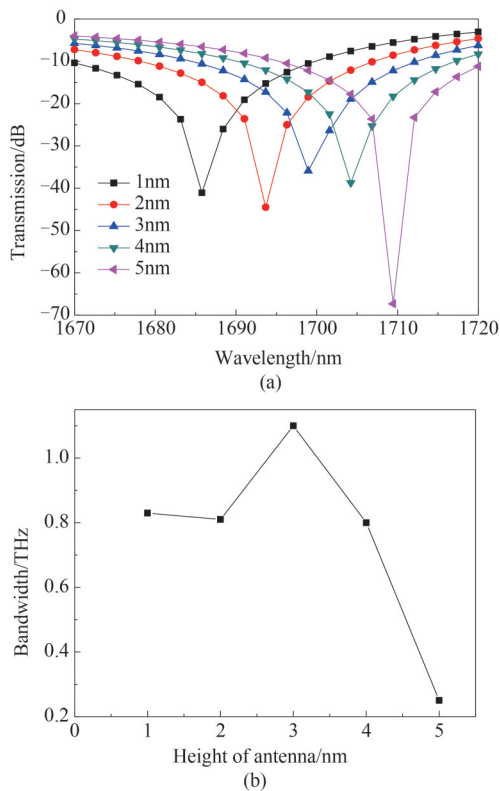 0
−10
−20
−30
−40
−50
−60
−70
Transmission/dB
1nm
2nm
3nm
4nm
5nm
1670 1680 1690 1700 1710 1720
Wavelength/nm
(a)
1.0
0.8
0.6
0.4
0.2
Bandwidth/THz
0 1 2 3 4 5
Height of antenna/nm
(b)